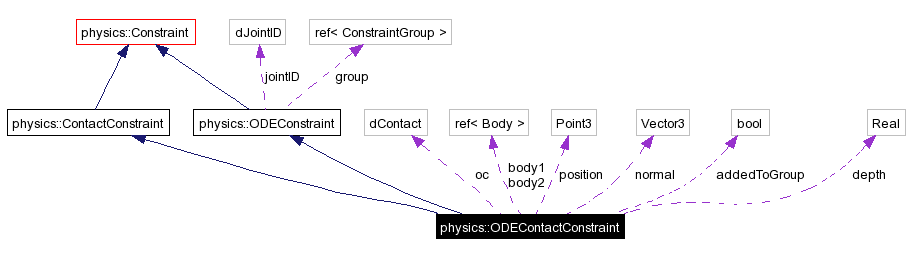 physics::Constraint
dJointID
ref< ConstraintGroup >
jointID
group
physics::ContactConstraint
physics::ODEConstraint
dContact
ref< Body >
Point3
Vector3
bool
Real
oc
body1
body2
position
normal
addedToGroup
depth
physics::ODEContactConstraint